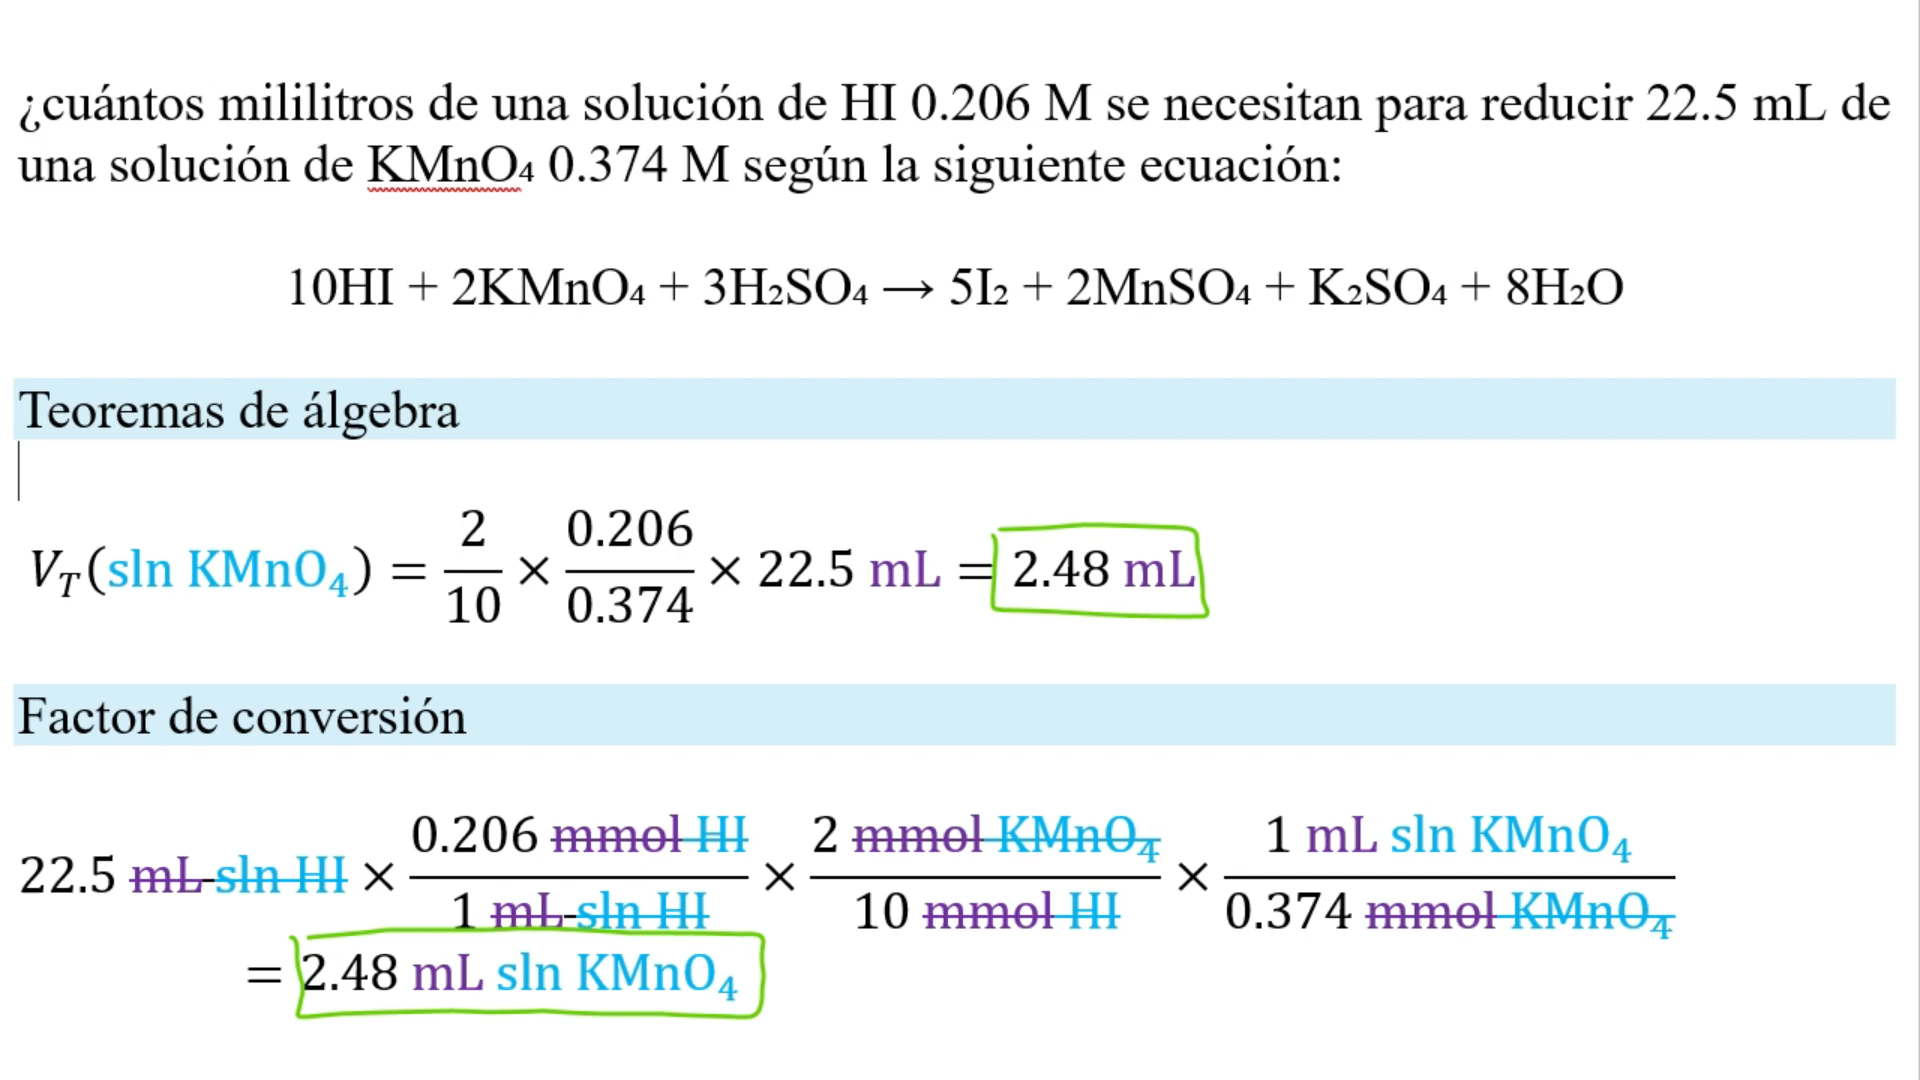 ¿cuántos mililitros de una solución de HI 0.206 M se necesitan para reducir 22.5 mL de
una solución de KMnO₄ 0.374 M según la siguiente ecuación:
10HI + 2KMnO₄ + 3H₂SO₄ → 5I₂ + 2MnSO₄ + K₂SO₄ + 8H₂O
Teoremas de álgebra
V_T(sln KMnO₄) = 2/10 × 0.206/0.374 × 22.5 mL = 2.48 mL
Factor de conversión
22.5 mL sln HI × 0.206 mmol HI / 1 mL sln HI × 2 mmol KMnO₄ / 10 mmol HI × 1 mL sln KMnO₄ / 0.374 mmol KMnO₄
= 2.48 mL sln KMnO₄